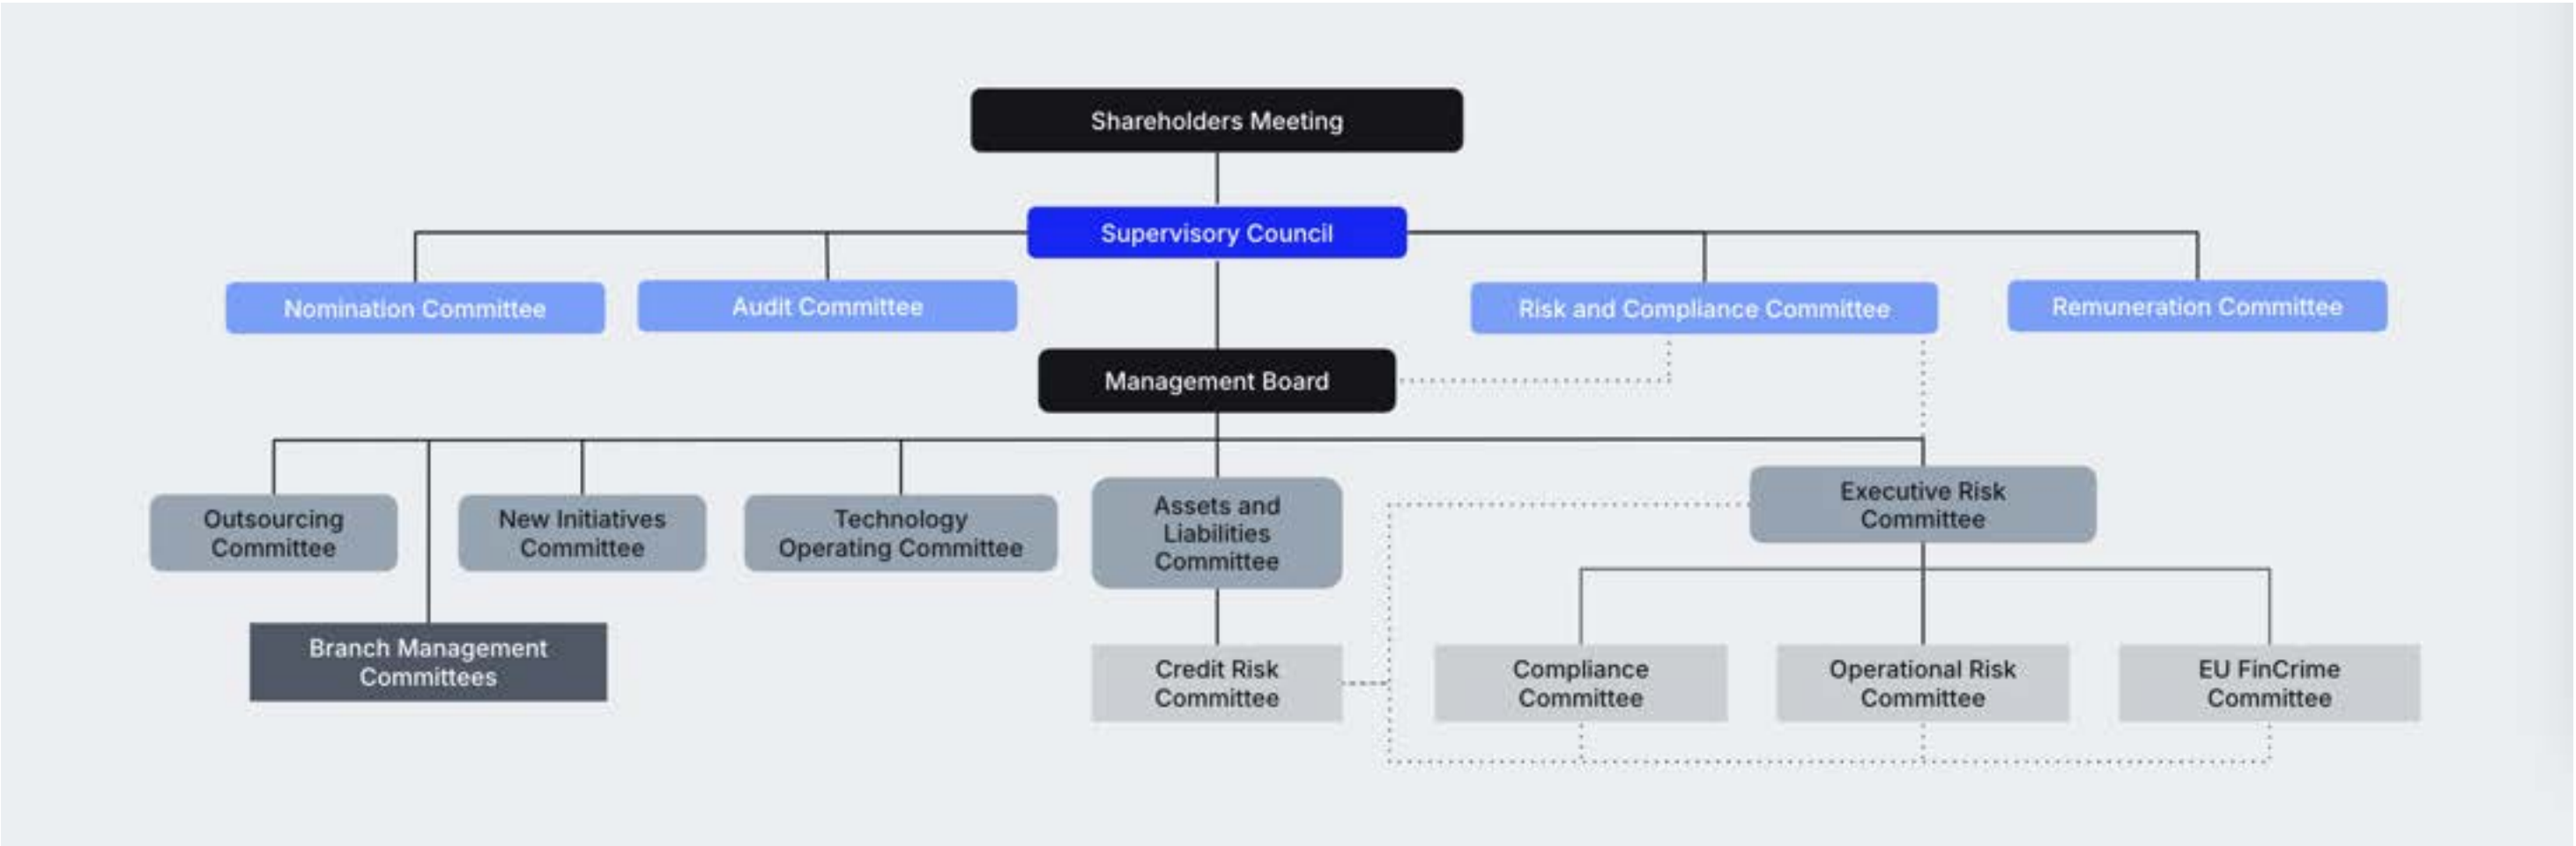 Shareholders Meeting
Supervisory Council
Nomination Committee
Audit Committee
Risk and Compliance Committee
Remuneration Committee
Management Board
Outsourcing
Committee
New Initiatives
Committee
Technology
Operating Committee
Assets and
Liabilities
Committee
Executive Risk
Committee
Branch Management
Committees
Credit Risk
Committee
Compliance
Committee
Operational Risk
Committee
EU FinCrime
Committee